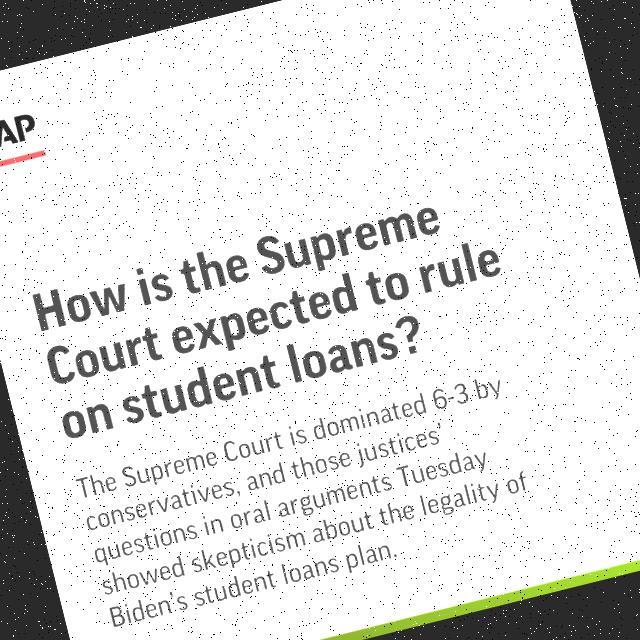 AP
How is the Supreme
Court expected to rule
on student loans?
The Supreme Court is dominated 6-3 by
conservatives, and those justices'
questions in oral arguments Tuesday
showed skepticism about the legality of
Biden's student loans plan.